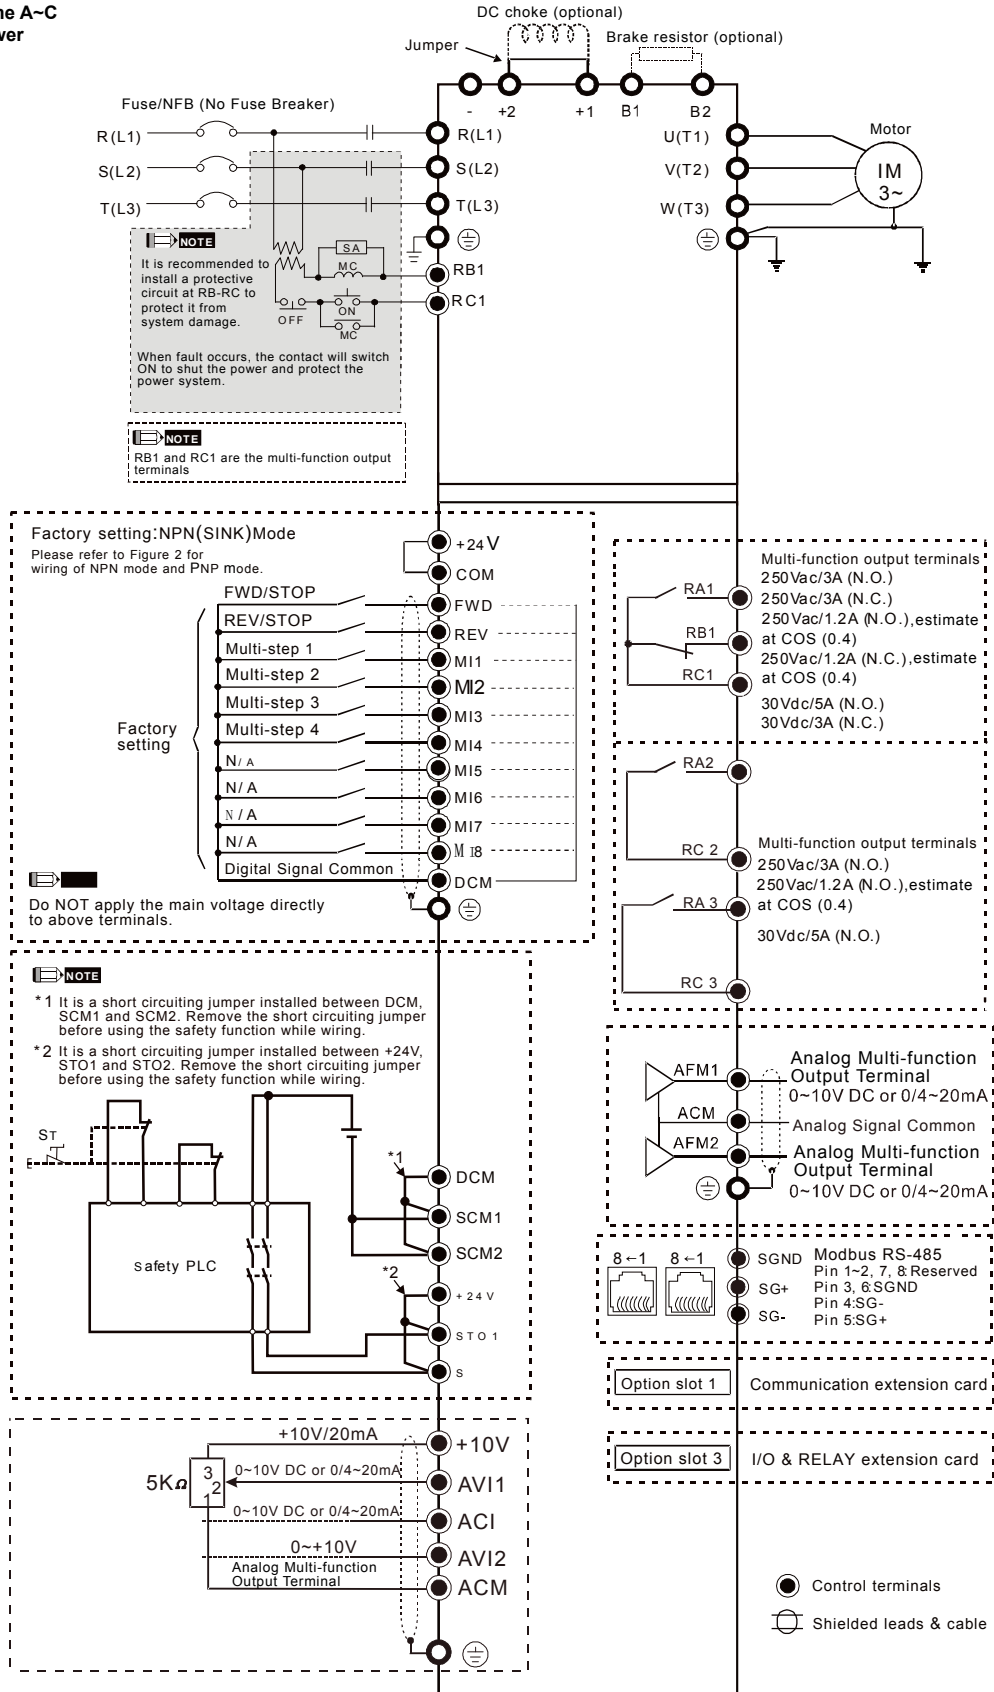 ne A~C
wer
DC choke (optional)
Jumper
Brake resistor (optional)
- +2 +1 B1 B2
Fuse/NFB (No Fuse Breaker)
R(L1)
S(L2)
T(L3)
R(L1)
S(L2)
T(L3)
RB1
RC1
U(T1)
V(T2)
W(T3)
Motor
IM
3~
NOTE
It is recommended to
install a protective
circuit at RB-RC to
protect it from
system damage.
SA
MC
ON
OFF
MC
When fault occurs, the contact will switch
ON to shut the power and protect the
power system.
NOTE
RB1 and RC1 are the multi-function output
terminals
Factory setting:NPN(SINK)Mode
Please refer to Figure 2 for
wiring of NPN mode and PNP mode.
+24V
COM
FWD/STOP FWD
REV/STOP REV
Multi-step 1 MI1
Multi-step 2 MI2
Multi-step 3 MI3
Multi-step 4 MI4
N/A MI5
N/A MI6
N/A MI7
N/A MI8
Digital Signal Common DCM
Factory
setting
Do NOT apply the main voltage directly
to above terminals.
NOTE
*1 It is a short circuiting jumper installed between DCM,
SCM1 and SCM2. Remove the short circuiting jumper
before using the safety function while wiring.
*2 It is a short circuiting jumper installed between +24V,
STO1 and STO2. Remove the short circuiting jumper
before using the safety function while wiring.
ST
Safety PLC
*1
DCM
SCM1
SCM2
*2
+24V
STO1
S
+10V/20mA +10V
5KΩ
3
2
1
0~10V DC or 0/4~20mA AVI1
0~10V DC or 0/4~20mA ACI
0~+10V AVI2
Analog Multi-function
Output Terminal
ACM
RA1
RB1
RC1
Multi-function output terminals
250Vac/3A (N.O.)
250Vac/3A (N.C.)
250Vac/1.2A (N.O.),estimate
at COS (0.4)
250Vac/1.2A (N.C.),estimate
at COS (0.4)
30Vdc/5A (N.O.)
30Vdc/3A (N.C.)
RA2
RC 2
RA 3
RC 3
Multi-function output terminals
250Vac/3A (N.O.)
250Vac/1.2A (N.O.),estimate
at COS (0.4)
30Vdc/5A (N.O.)
AFM1
ACM
AFM2
Analog Multi-function
Output Terminal
0~10V DC or 0/4~20mA
Analog Signal Common
Analog Multi-function
Output Terminal
0~10V DC or 0/4~20mA
8←1 8←1
SGND
SG+
SG-
Modbus RS-485
Pin 1~2, 7, 8:Reserved
Pin 3, 6:SGND
Pin 4:SG-
Pin 5:SG+
Option slot 1 Communication extension card
Option slot 3 I/O & RELAY extension card
Control terminals
Shielded leads & cable